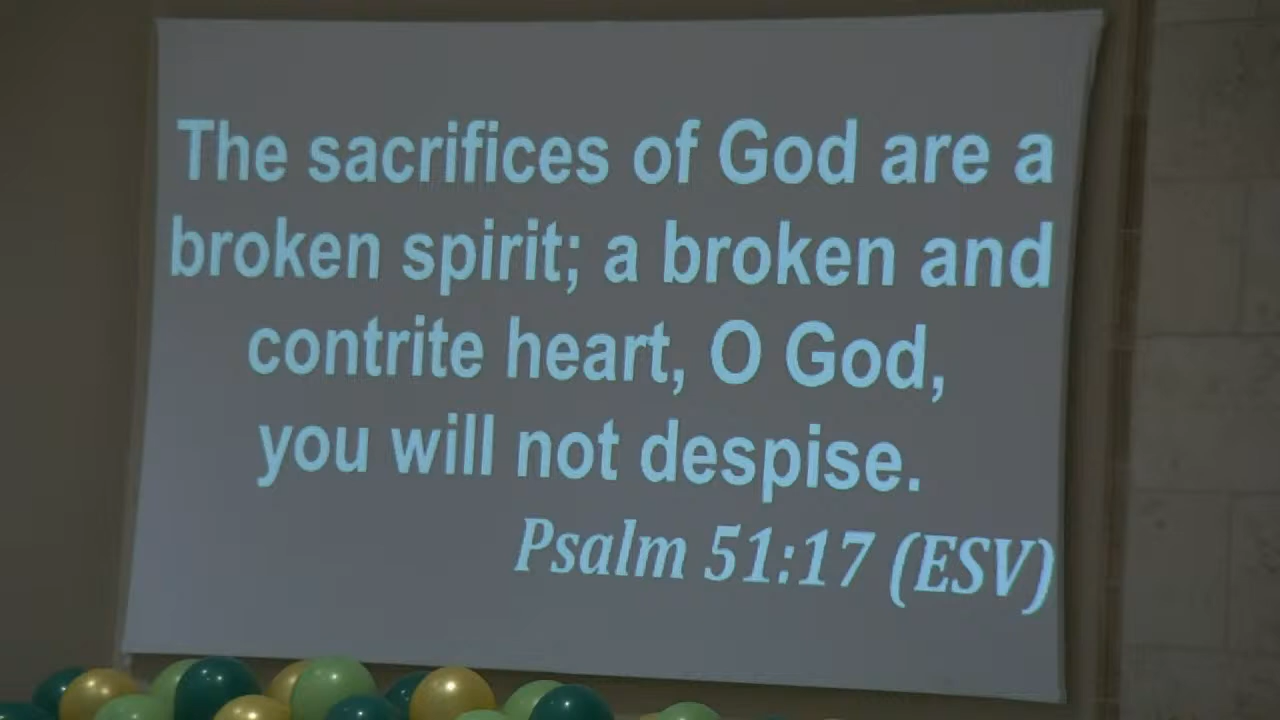 The sacrifices of God are a
broken spirit; a broken and
contrite heart, O God,
you will not despise.
Psalm 51:17 (ESV)